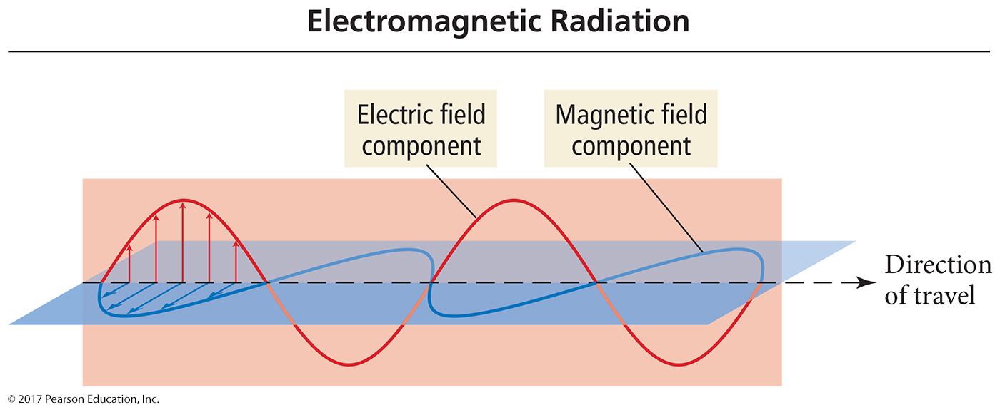 Electromagnetic Radiation
Electric field
component
Magnetic field
component
Direction
of travel
© 2017 Pearson Education, Inc.